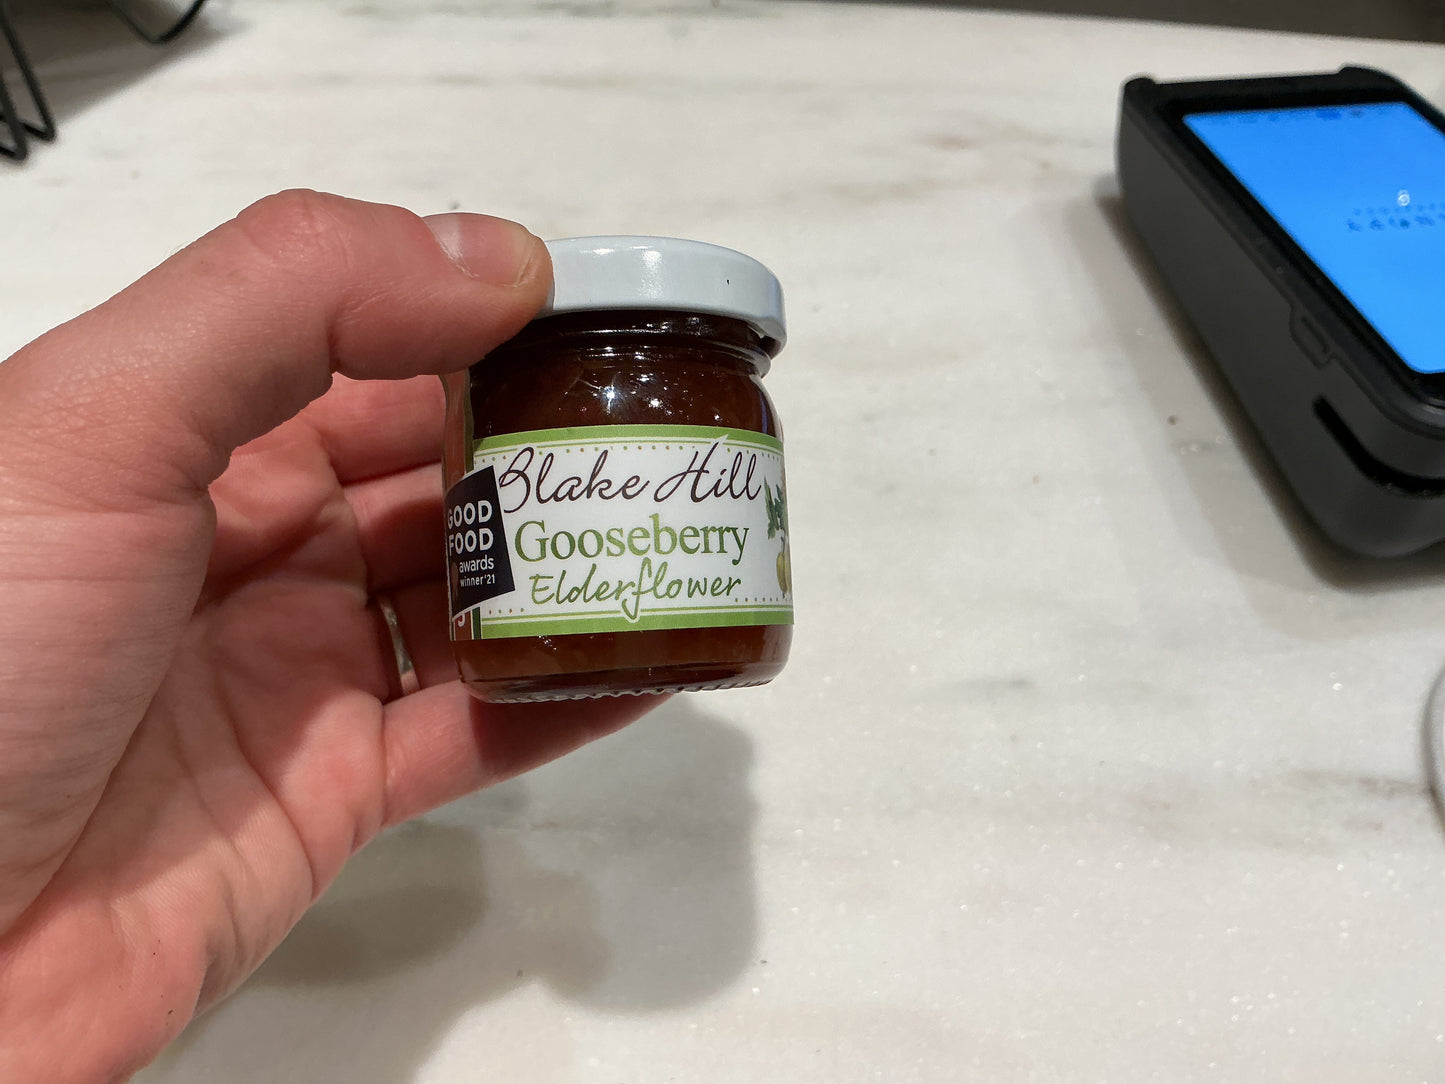 Blake Hill
Gooseberry
Elderflower
GOOD
FOOD
awards
winner '21